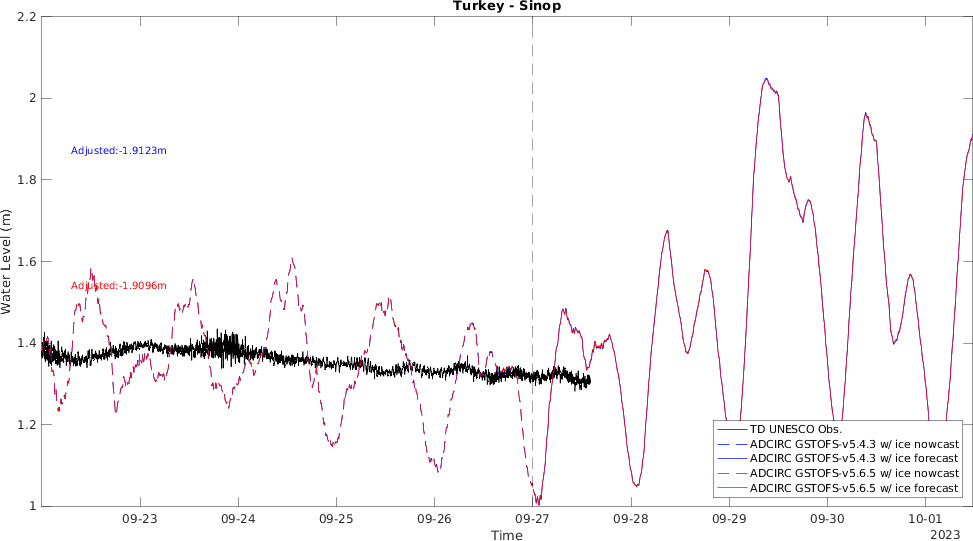 Turkey - Sinop
2.2
2
1.8
1.6
1.4
1.2
1
Water Level (m)
Adjusted:-1.9123m
Adjusted:-1.9096m
TD UNESCO Obs.
ADCIRC GSTOFS-v5.4.3 w/ ice nowcast
ADCIRC GSTOFS-v5.4.3 w/ ice forecast
ADCIRC GSTOFS-v5.6.5 w/ ice nowcast
ADCIRC GSTOFS-v5.6.5 w/ ice forecast
09-23 09-24 09-25 09-26 09-27 09-28 09-29 09-30 10-01
Time
2023